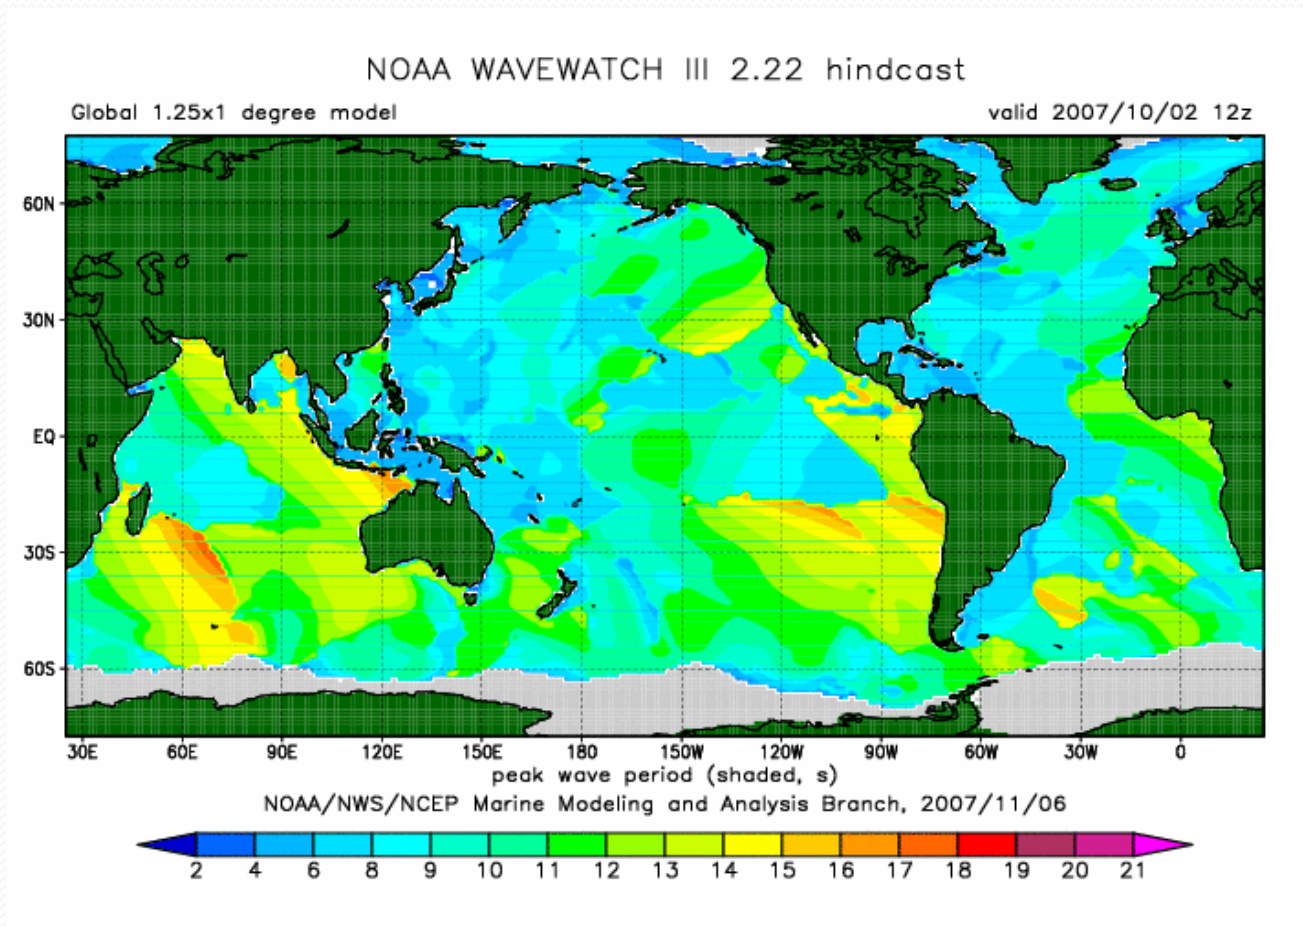 NOAA WAVEWATCH III 2.22 hindcast
Global 1.25x1 degree model valid 2007/10/02 12z
60N
30N
EQ
30S
60S
30E 60E 90E 120E 150E 180 150W 120W 90W 60W 30W 0
peak wave period (shaded, s)
NOAA/NWS/NCEP Marine Modeling and Analysis Branch, 2007/11/06
2 4 6 8 9 10 11 12 13 14 15 16 17 18 19 20 21